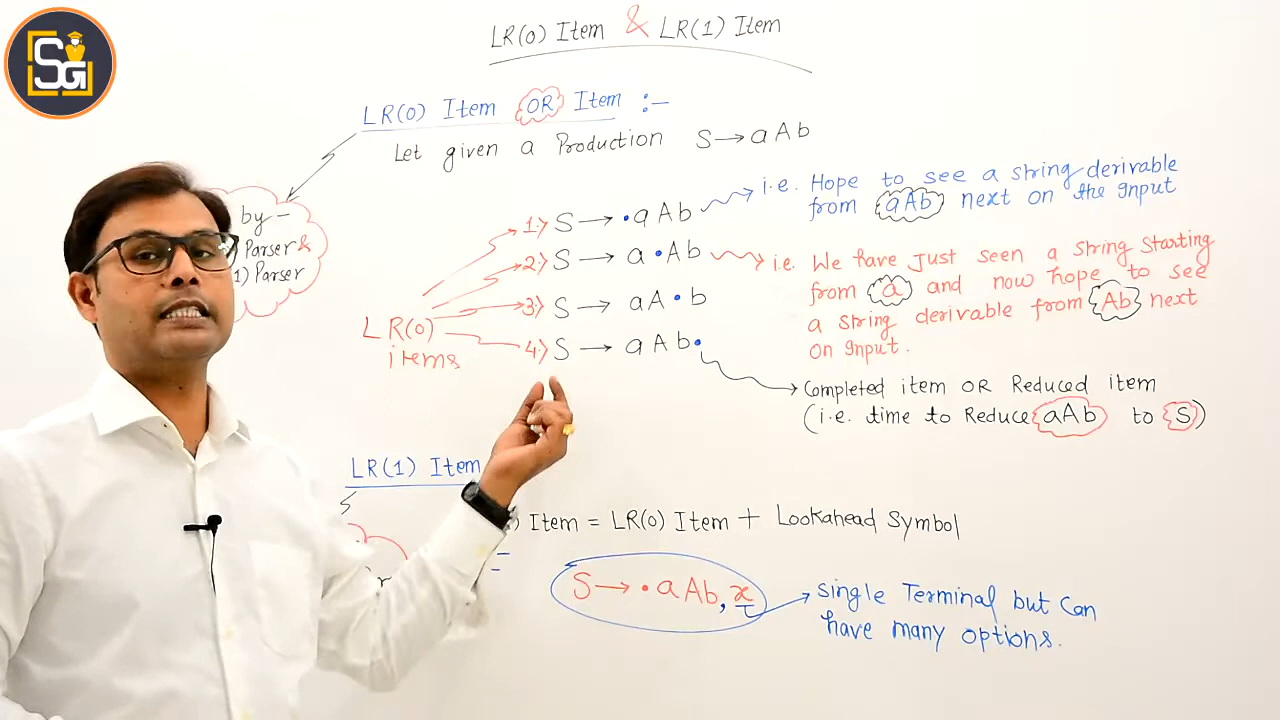 SG
LR(0) Item & LR(1) Item
LR(0) Item OR Item :-
Let given a Production S → aAb
by -
Parser &
1) Parser
LR(0)
items
1.) S → •aAb
2.) S → a•Ab
3.) S → aA•b
4.) S → aAb•
i.e. Hope to see a string derivable
from aAb next on the Input
i.e. We have just seen a string starting
from a and now hope to see
a string derivable from Ab next
on Input.
Completed item OR Reduced item
(i.e. time to Reduce aAb to S)
LR(1) Item
) Item = LR(0) Item + Lookahead Symbol
S → •aAb, x
single Terminal but Can
have many options.